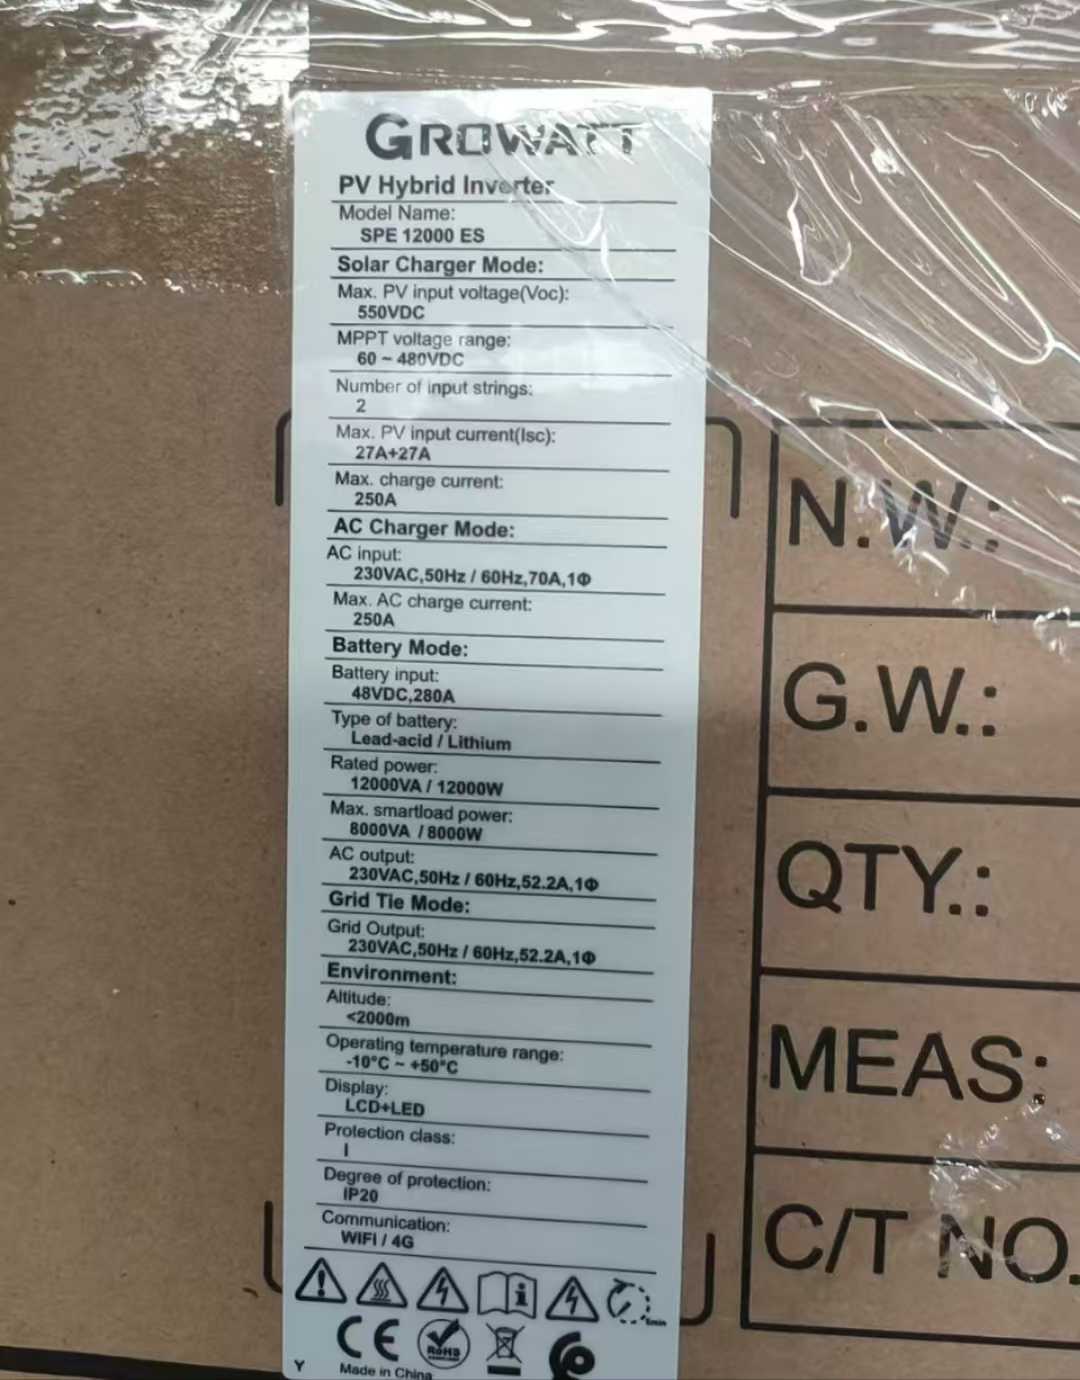 GROWATT
PV Hybrid Inverter
Model Name:
SPE 12000 ES
Solar Charger Mode:
Max. PV input voltage(Voc):
550VDC
MPPT voltage range:
60 ~ 480VDC
Number of input strings:
2
Max. PV input current(Isc):
27A+27A
Max. charge current:
250A
AC Charger Mode:
AC input:
230VAC,50Hz / 60Hz,70A,1Φ
Max. AC charge current:
250A
Battery Mode:
Battery input:
48VDC,280A
Type of battery:
Lead-acid / Lithium
Rated power:
12000VA / 12000W
Max. smartload power:
8000VA / 8000W
AC output:
230VAC,50Hz / 60Hz,52.2A,1Φ
Grid Tie Mode:
Grid Output:
230VAC,50Hz / 60Hz,52.2A,1Φ
Environment:
Altitude:
<2000m
Operating temperature range:
-10°C ~ +50°C
Display:
LCD+LED
Protection class:
I
Degree of protection:
IP20
Communication:
WIFI / 4G
5min
CE
RoHS
Y
Made in China
N.W.:
G.W.:
QTY.:
MEAS:
C/T NO.